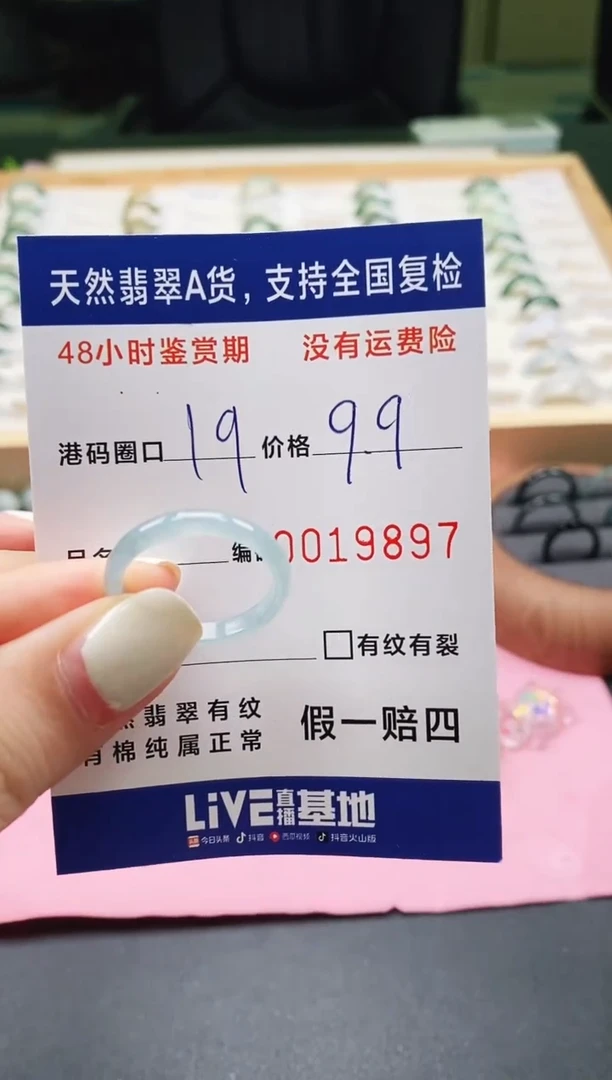 天然翡翠A货，支持全国复检
48小时鉴赏期 没有运费险
港码圈口 19 价格 99
品名 编 0019897
□有纹有裂
翡翠有纹 假一赔四
有棉纯属正常
LiVE直播基地
今日头条 抖音 西瓜视频 抖音火山版